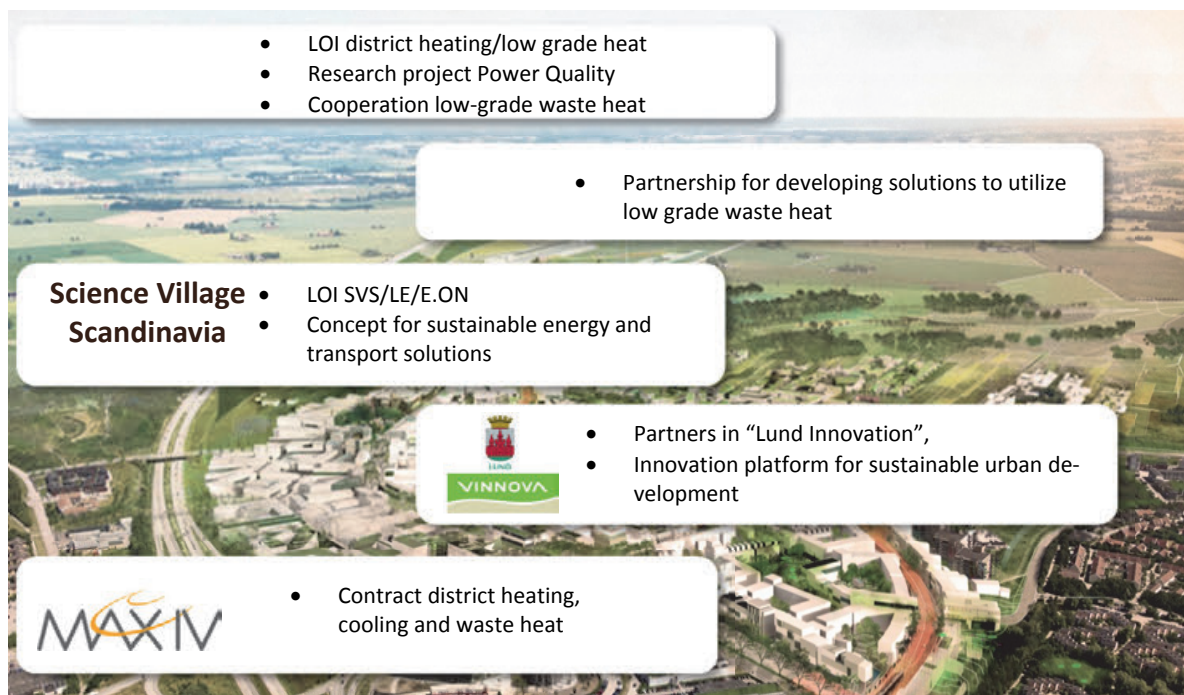 • LOI district heating/low grade heat
• Research project Power Quality
• Cooperation low-grade waste heat
• Partnership for developing solutions to utilize
low grade waste heat
Science Village
Scandinavia
• LOI SVS/LE/E.ON
• Concept for sustainable energy and
transport solutions
LUND
VINNOVA
• Partners in “Lund Innovation”,
• Innovation platform for sustainable urban de-
velopment
MAX IV
• Contract district heating,
cooling and waste heat